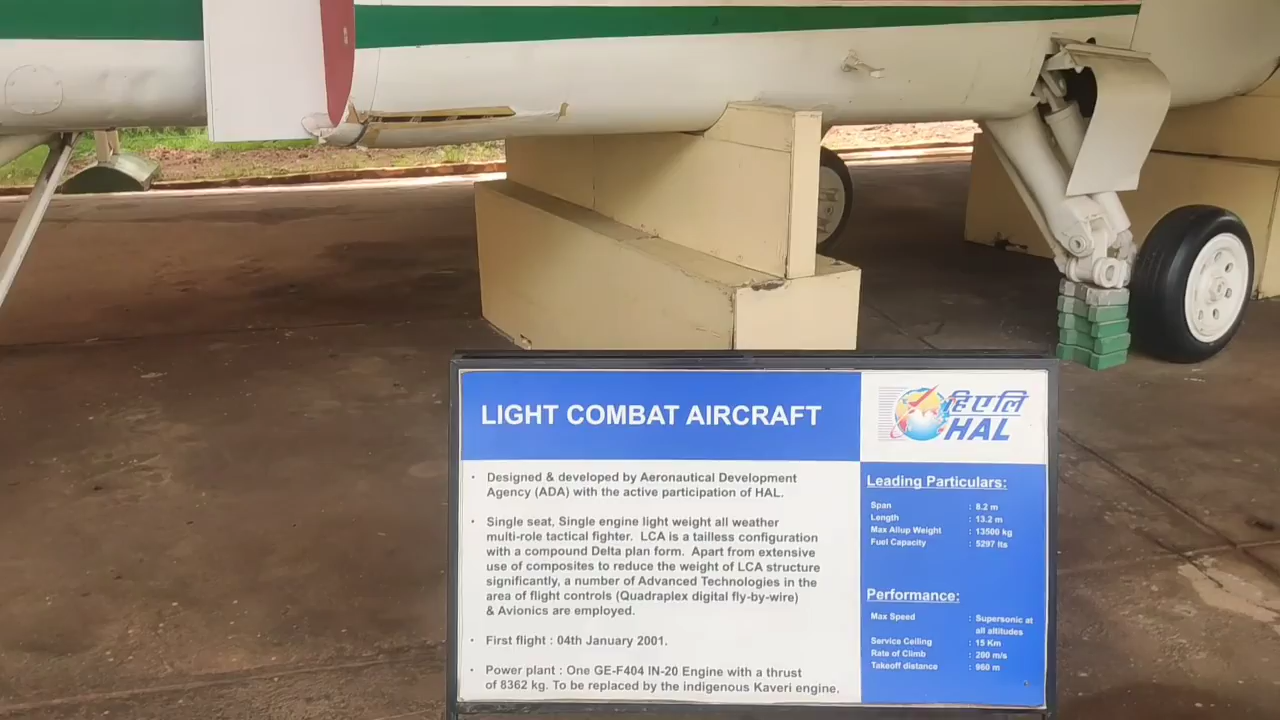 LIGHT COMBAT AIRCRAFT
हिएलि
HAL
Designed & developed by Aeronautical Development
Agency (ADA) with the active participation of HAL.
Single seat, Single engine light weight all weather
multi-role tactical fighter. LCA is a tailless configuration
with a compound Delta plan form. Apart from extensive
use of composites to reduce the weight of LCA structure
significantly, a number of Advanced Technologies in the
area of flight controls (Quadraplex digital fly-by-wire)
& Avionics are employed.
First flight : 04th January 2001.
Power plant : One GE-F404 IN-20 Engine with a thrust
of 8362 kg. To be replaced by the indigenous Kaveri engine.
Leading Particulars:
Span : 8.2 m
Length : 13.2 m
Max Allup Weight : 13500 kg
Fuel Capacity : 5297 lts
Performance:
Max Speed : Supersonic at
all altitudes
Service Ceiling : 15 Km
Rate of Climb : 200 m/s
Takeoff distance : 960 m